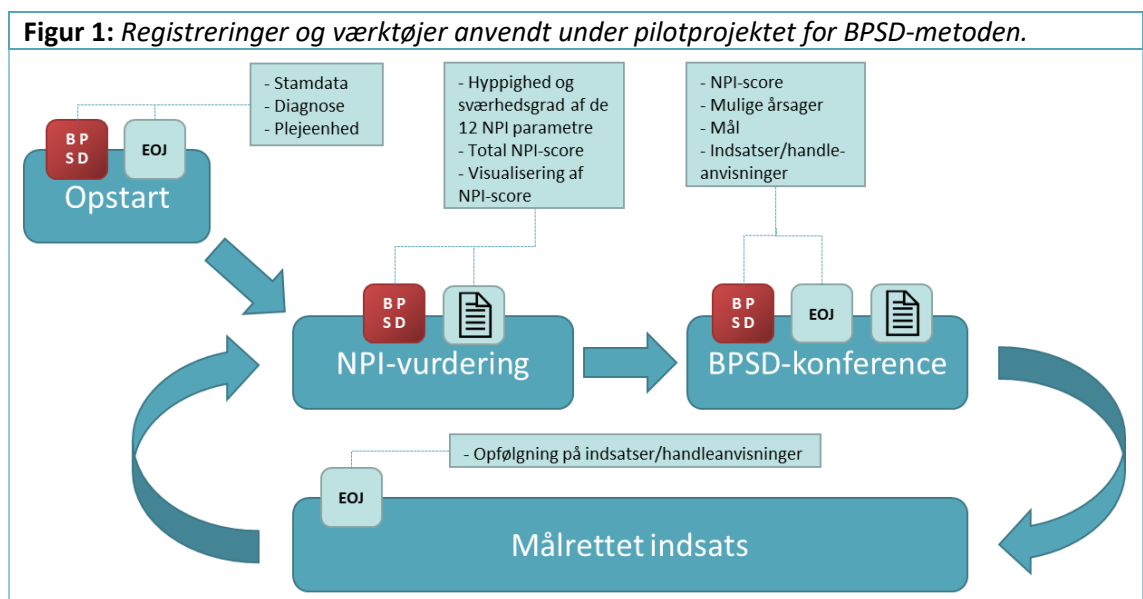 Figur 1: Registreringer og værktøjer anvendt under pilotprojektet for BPSD-metoden.
- Stamdata
- Diagnose
- Plejeenhed
B P
S D
EOJ
Opstart
- Hyppighed og
sværhedsgrad af de
12 NPI parametre
- Total NPI-score
- Visualisering af
NPI-score
- NPI-score
- Mulige årsager
- Mål
- Indsatser/handle-
anvisninger
B P
S D
NPI-vurdering
B P
S D
EOJ
BPSD-konference
- Opfølgning på indsatser/handleanvisninger
EOJ
Målrettet indsats